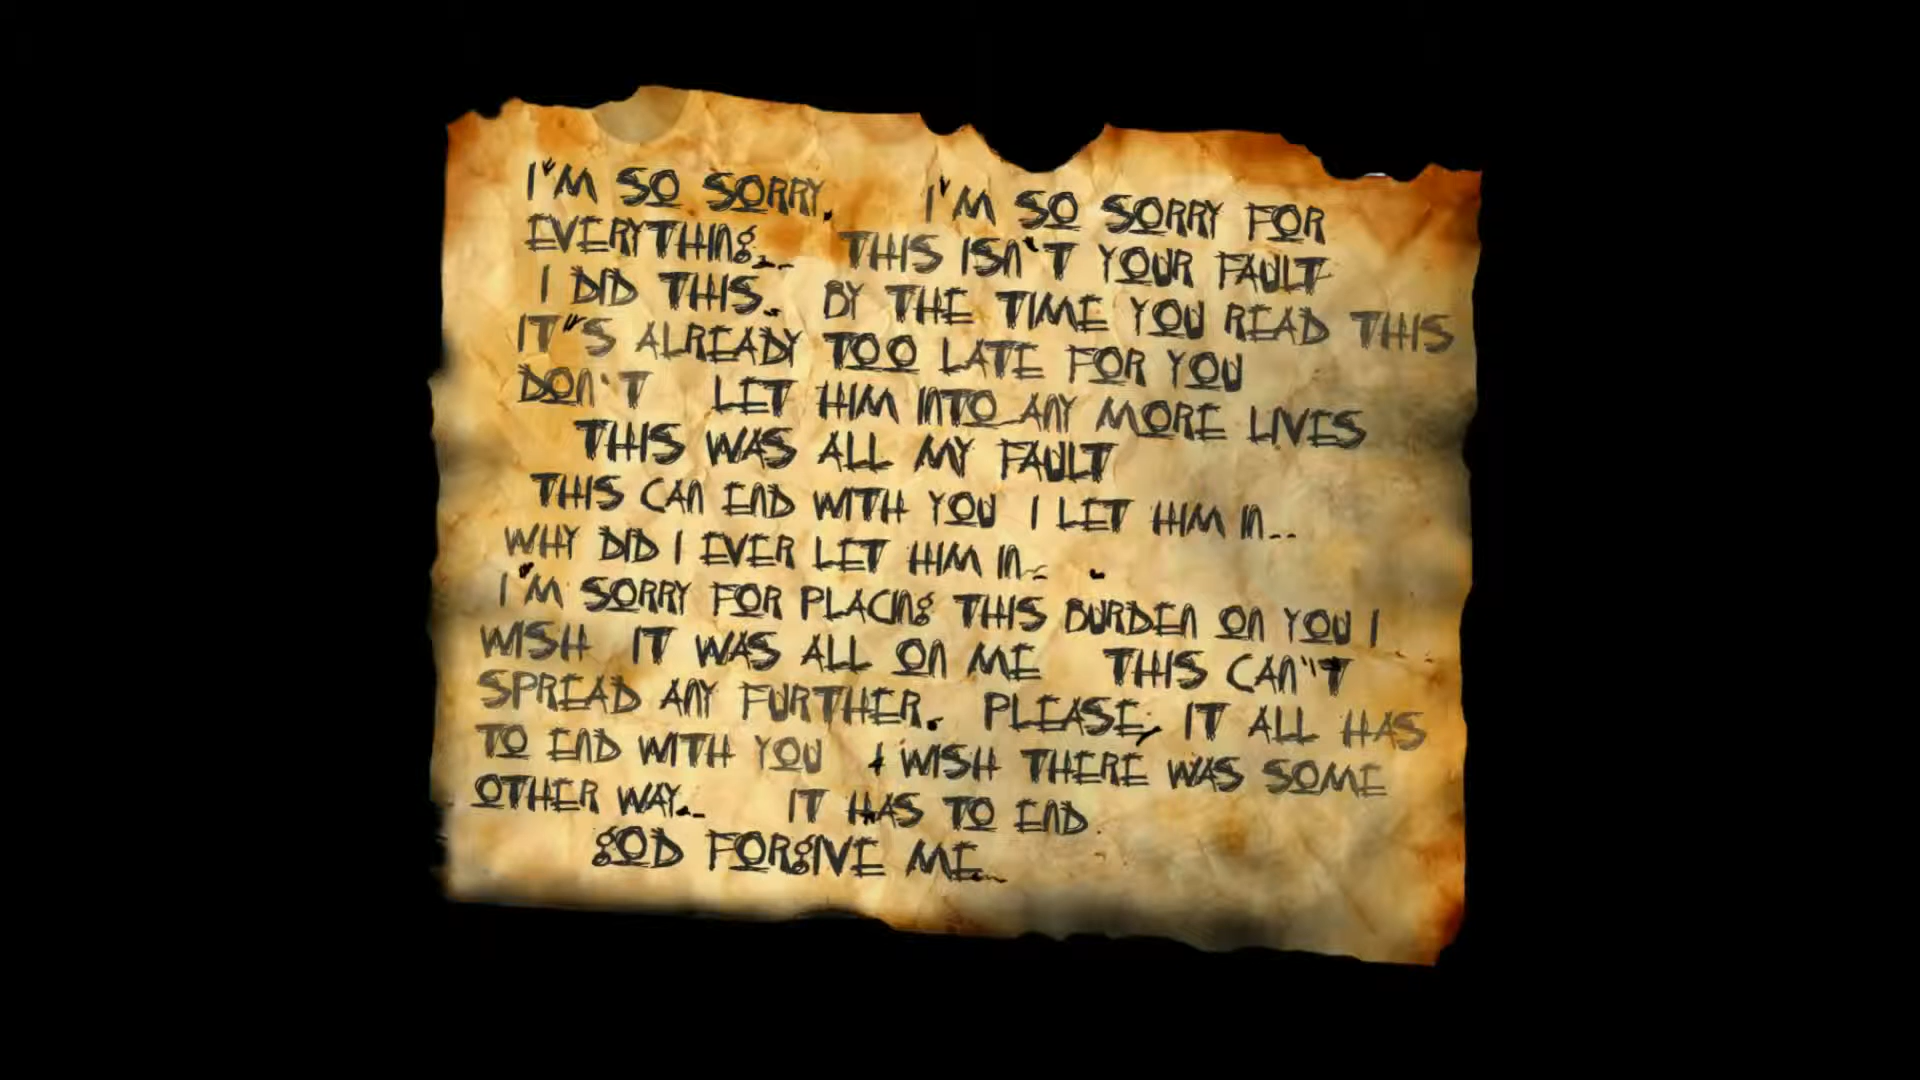 I'M SO SORRY. I'M SO SORRY FOR
EVERYTHING... THIS ISN'T YOUR FAULT
I DID THIS.. BY THE TIME YOU READ THIS
IT"S ALREADY TOO LATE FOR YOU
DON'T LET HIM INTO ANY MORE LIVES
THIS WAS ALL MY FAULT
THIS CAN END WITH YOU I LET HIM IN...
WHY DID I EVER LET HIM IN..
I'M SORRY FOR PLACING THIS BURDEN ON YOU I
WISH IT WAS ALL ON ME THIS CAN'T
SPREAD ANY FURTHER. PLEASE, IT ALL HAS
TO END WITH YOU I WISH THERE WAS SOME
OTHER WAY... IT HAS TO END.
GOD FORGIVE ME...